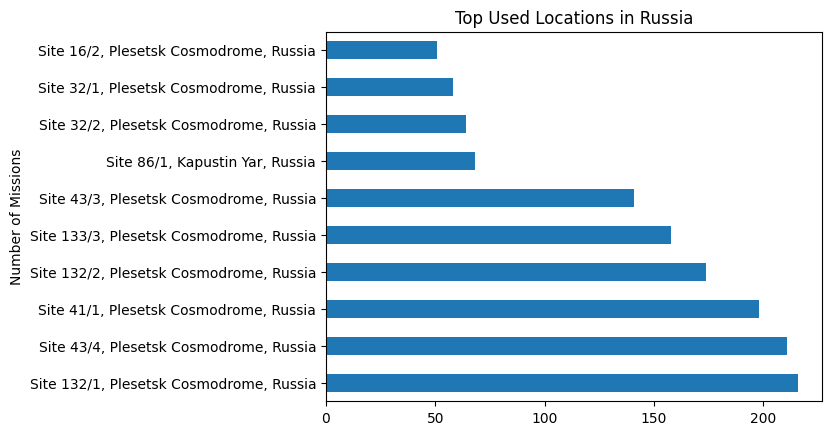 Top Used Locations in Russia
Site 16/2, Plesetsk Cosmodrome, Russia
Site 32/1, Plesetsk Cosmodrome, Russia
Site 32/2, Plesetsk Cosmodrome, Russia
Site 86/1, Kapustin Yar, Russia
Site 43/3, Plesetsk Cosmodrome, Russia
Site 133/3, Plesetsk Cosmodrome, Russia
Site 132/2, Plesetsk Cosmodrome, Russia
Site 41/1, Plesetsk Cosmodrome, Russia
Site 43/4, Plesetsk Cosmodrome, Russia
Site 132/1, Plesetsk Cosmodrome, Russia
Number of Missions
0 50 100 150 200